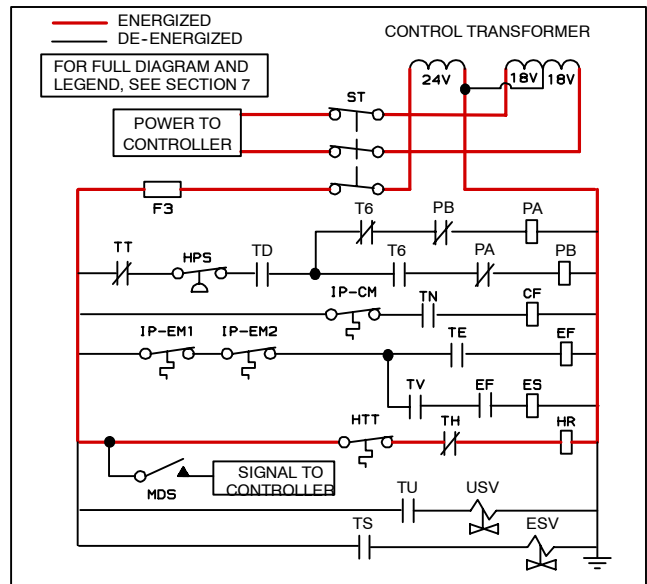 ENERGIZED
DE-ENERGIZED
CONTROL TRANSFORMER
FOR FULL DIAGRAM AND
LEGEND, SEE SECTION 7
24V
18V
18V
ST
POWER TO
CONTROLLER
F3
T6
PB
PA
TT
HPS
TD
T6
PA
PB
IP-CM
TN
CF
IP-EM1
IP-EM2
TE
EF
TV
EF
ES
HTT
TH
HR
MDS
SIGNAL TO
CONTROLLER
TU
USV
TS
ESV